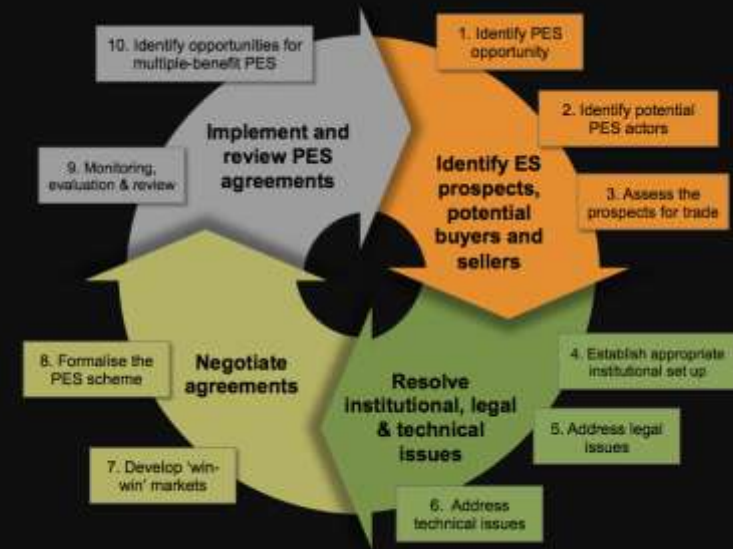 1. Identify PES
opportunity
2. Identify potential
PES actors
3. Assess the
prospects for trade
Identify ES
prospects,
potential
buyers and
sellers
4. Establish appropriate
institutional set up
5. Address legal
issues
6. Address
technical issues
Resolve
institutional, legal
& technical
issues
7. Develop 'win-
win' markets
8. Formalise the
PES scheme
Negotiate
agreements
9. Monitoring,
evaluation & review
10. Identify opportunities for
multiple-benefit PES
Implement and
review PES
agreements